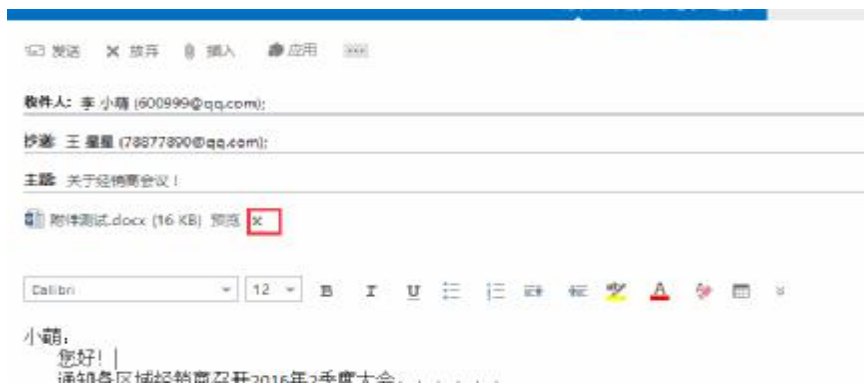 发送 放弃 插入 应用
收件人: 李 小萌 (600999@qq.com);
抄送: 王 星星 (78877890@qq.com);
主题: 关于经销商会议！
附件测试.docx (16 KB) 预览 ×
Calibri 12 B I U abc A
小萌：
您好！
通知各区域经销商召开2016年2季度大会......